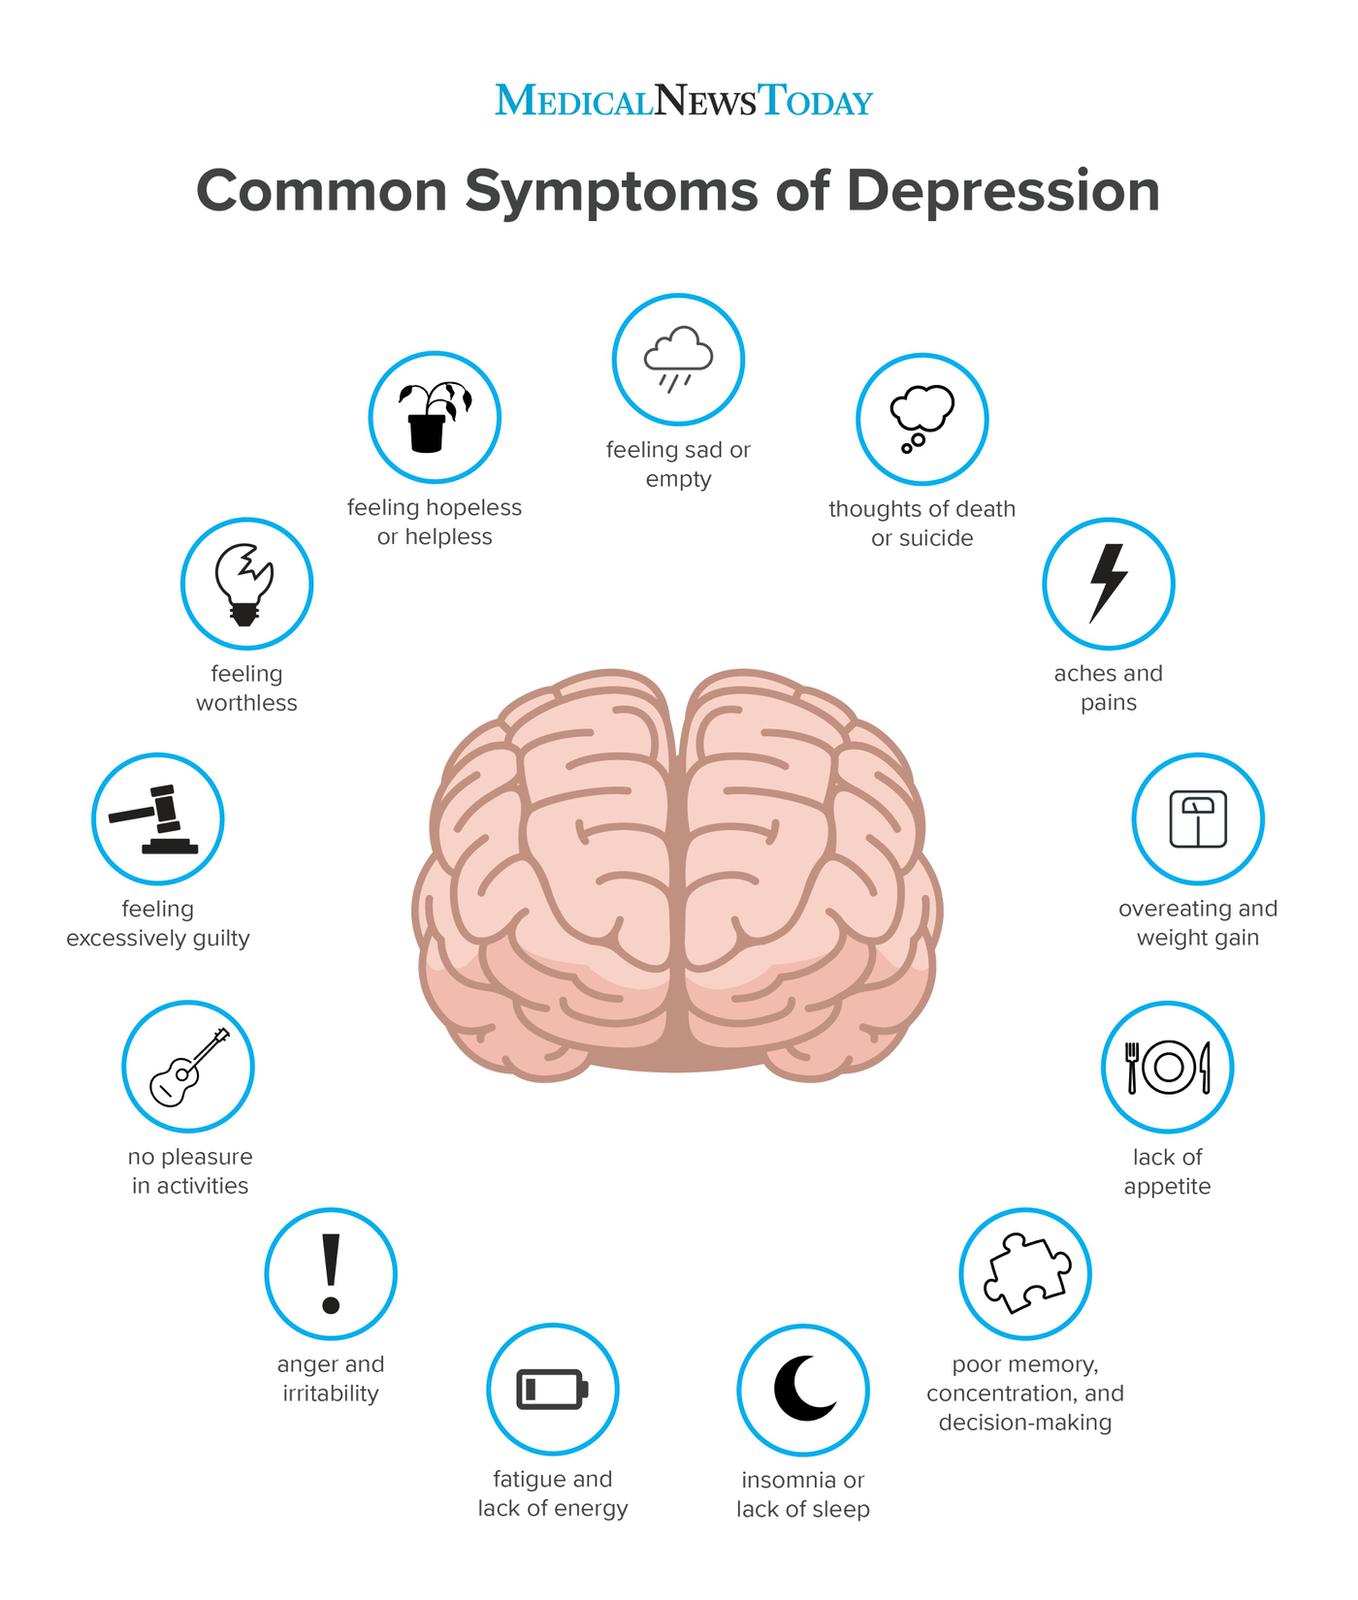 MEDICALNEWSTODAY
Common Symptoms of Depression
feeling sad or
empty
thoughts of death
or suicide
aches and
pains
overeating and
weight gain
lack of
appetite
poor memory,
concentration, and
decision-making
insomnia or
lack of sleep
fatigue and
lack of energy
anger and
irritability
no pleasure
in activities
feeling
excessively guilty
feeling
worthless
feeling hopeless
or helpless